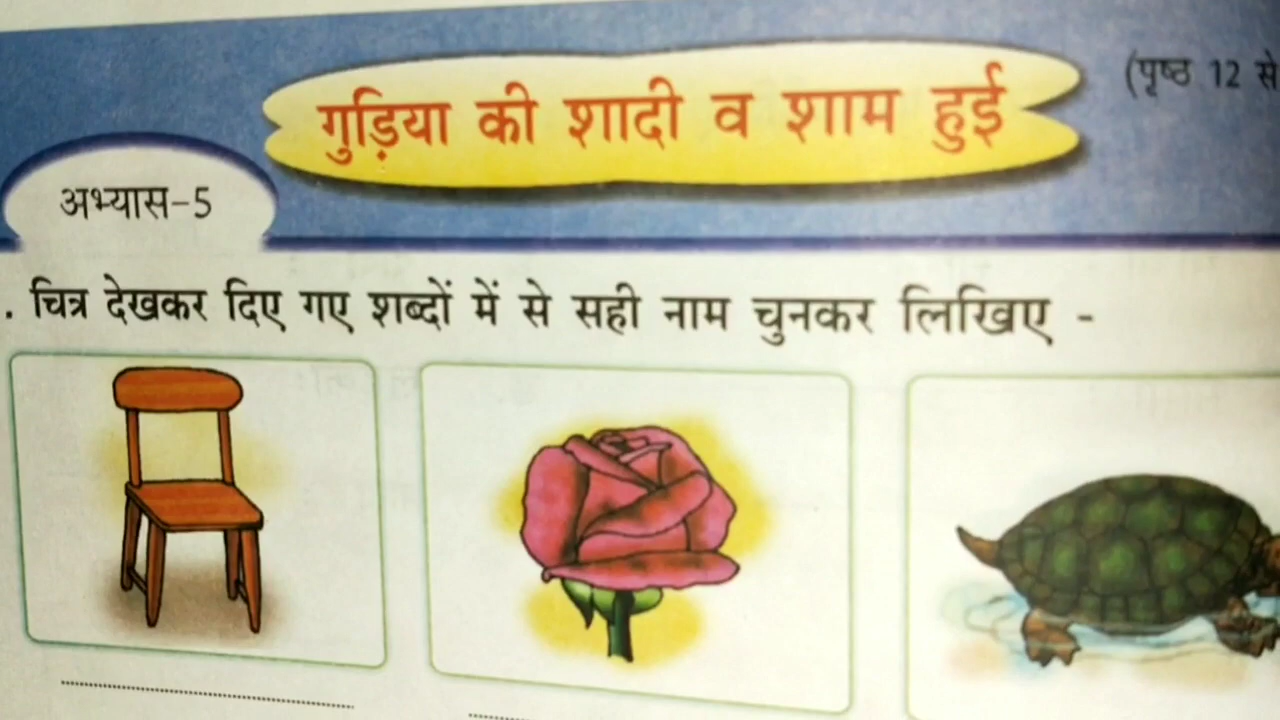 (पृष्ठ 12 से
गुड़िया की शादी व शाम हुई
अभ्यास-5
. चित्र देखकर दिए गए शब्दों में से सही नाम चुनकर लिखिए -